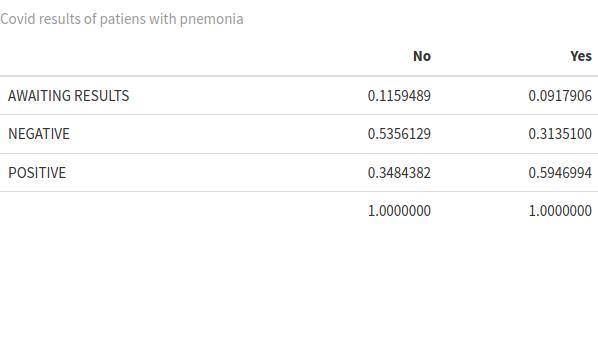 Covid results of patiens with pnemonia
No Yes
AWAITING RESULTS 0.1159489 0.0917906
NEGATIVE 0.5356129 0.3135100
POSITIVE 0.3484382 0.5946994
1.0000000 1.0000000